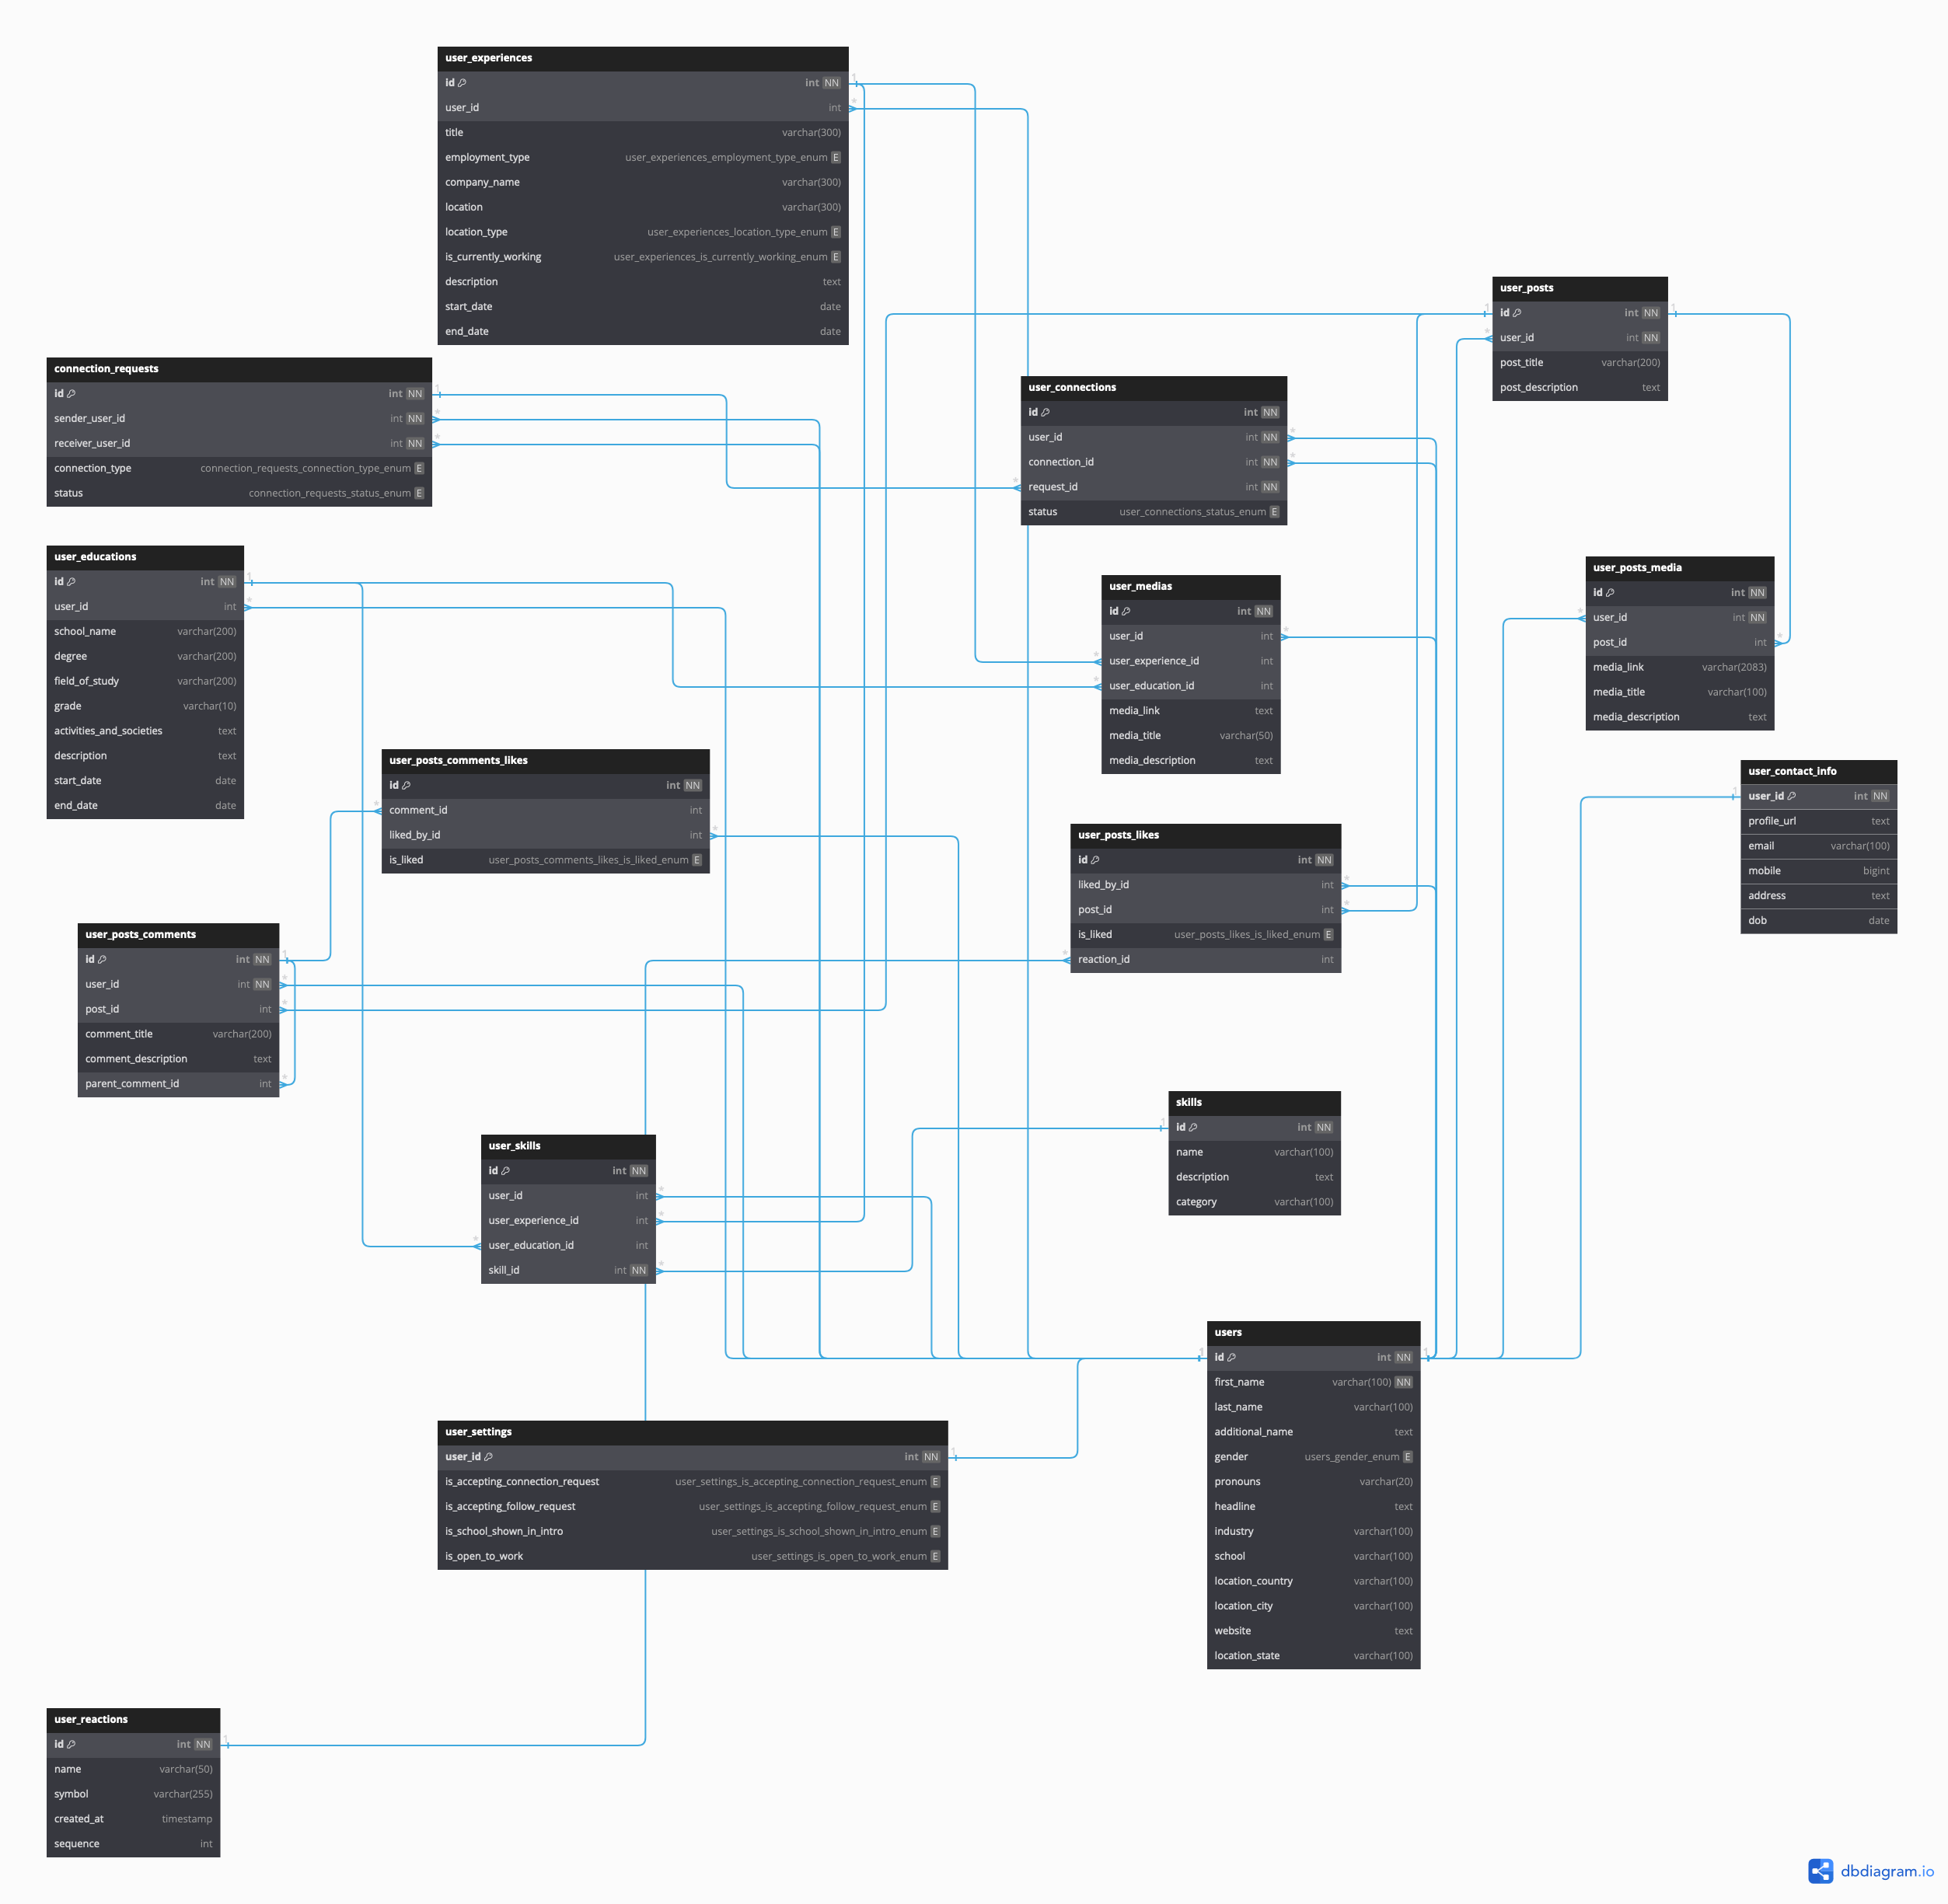 user_experiences
id int NN
user_id int
title varchar(300)
employment_type user_experiences_employment_type_enum E
company_name varchar(300)
location varchar(300)
location_type user_experiences_location_type_enum E
is_currently_working user_experiences_is_currently_working_enum E
description text
start_date date
end_date date
user_posts
id int NN
user_id int NN
post_title varchar(200)
post_description text
connection_requests
id int NN
sender_user_id int NN
receiver_user_id int NN
connection_type connection_requests_connection_type_enum E
status connection_requests_status_enum E
user_connections
id int NN
user_id int NN
connection_id int NN
request_id int NN
status user_connections_status_enum E
user_educations
id int NN
user_id int
school_name varchar(200)
degree varchar(200)
field_of_study varchar(200)
grade varchar(10)
activities_and_societies text
description text
start_date date
end_date date
user_medias
id int NN
user_id int
user_experience_id int
user_education_id int
media_link text
media_title varchar(50)
media_description text
user_posts_media
id int NN
user_id int NN
post_id int
media_link varchar(2083)
media_title varchar(100)
media_description text
user_posts_comments_likes
id int NN
comment_id int
liked_by_id int
is_liked user_posts_comments_likes_is_liked_enum E
user_contact_info
user_id int NN
profile_url text
email varchar(100)
mobile bigint
address text
dob date
user_posts_likes
id int NN
liked_by_id int
post_id int
is_liked user_posts_likes_is_liked_enum E
reaction_id int
user_posts_comments
id int NN
user_id int NN
post_id int
comment_title varchar(200)
comment_description text
parent_comment_id int
skills
id int NN
name varchar(100)
description text
category varchar(100)
user_skills
id int NN
user_id int
user_experience_id int
user_education_id int
skill_id int NN
users
id int NN
first_name varchar(100) NN
last_name varchar(100)
additional_name text
gender users_gender_enum E
pronouns varchar(20)
headline text
industry varchar(100)
school varchar(100)
location_country varchar(100)
location_city varchar(100)
website text
location_state varchar(100)
user_settings
user_id int NN
is_accepting_connection_request user_settings_is_accepting_connection_request_enum E
is_accepting_follow_request user_settings_is_accepting_follow_request_enum E
is_school_shown_in_intro user_settings_is_school_shown_in_intro_enum E
is_open_to_work user_settings_is_open_to_work_enum E
user_reactions
id int NN
name varchar(50)
symbol varchar(255)
created_at timestamp
sequence int
dbdiagram.io